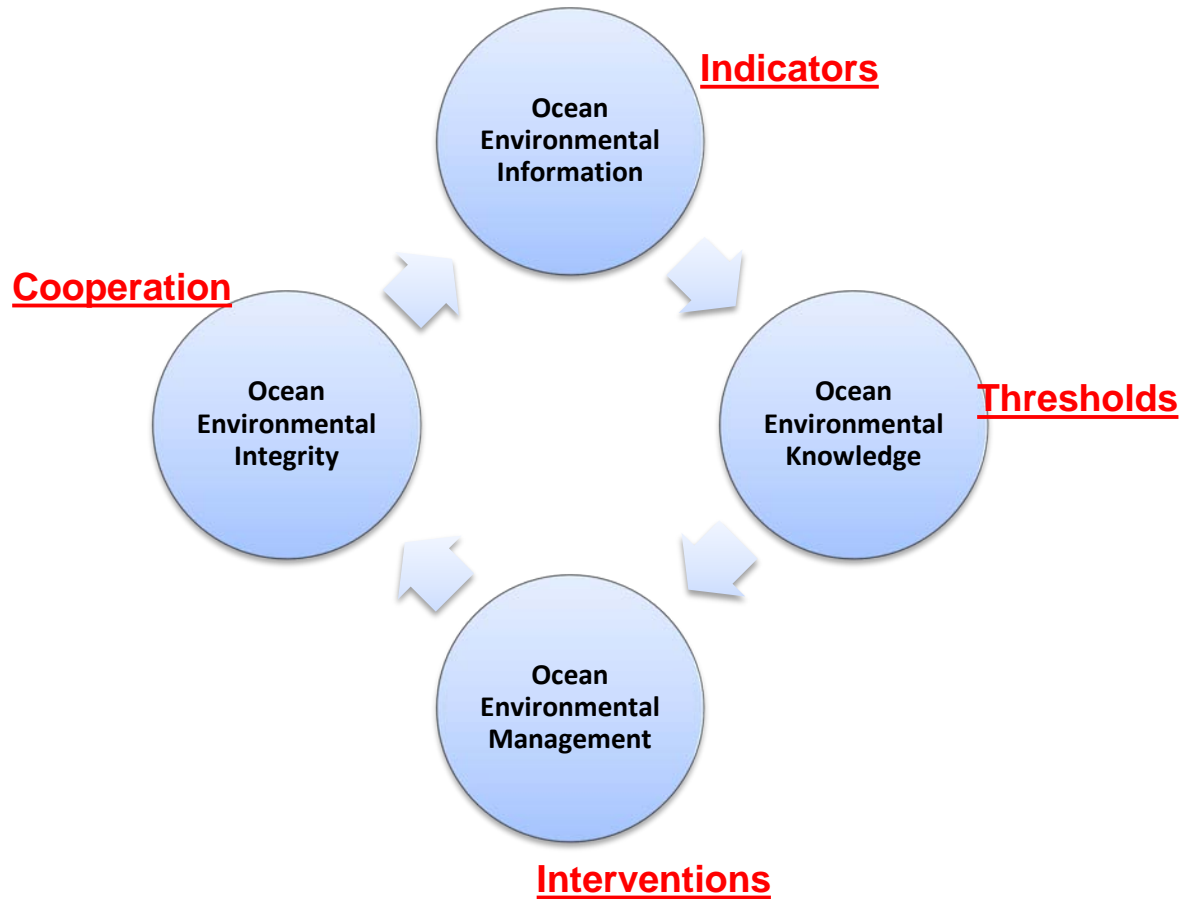 Indicators
Ocean
Environmental
Information
Cooperation
Ocean
Environmental
Integrity
Ocean
Environmental
Knowledge
Thresholds
Ocean
Environmental
Management
Interventions